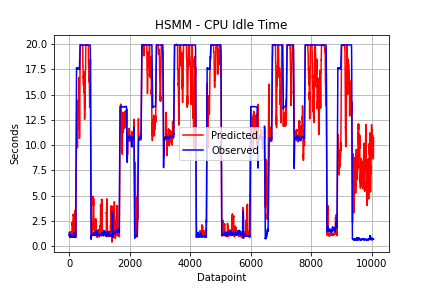 HSMM - CPU Idle Time
Seconds
20.0
17.5
15.0
12.5
10.0
7.5
5.0
2.5
0.0
Predicted
Observed
0 2000 4000 6000 8000 10000
Datapoint